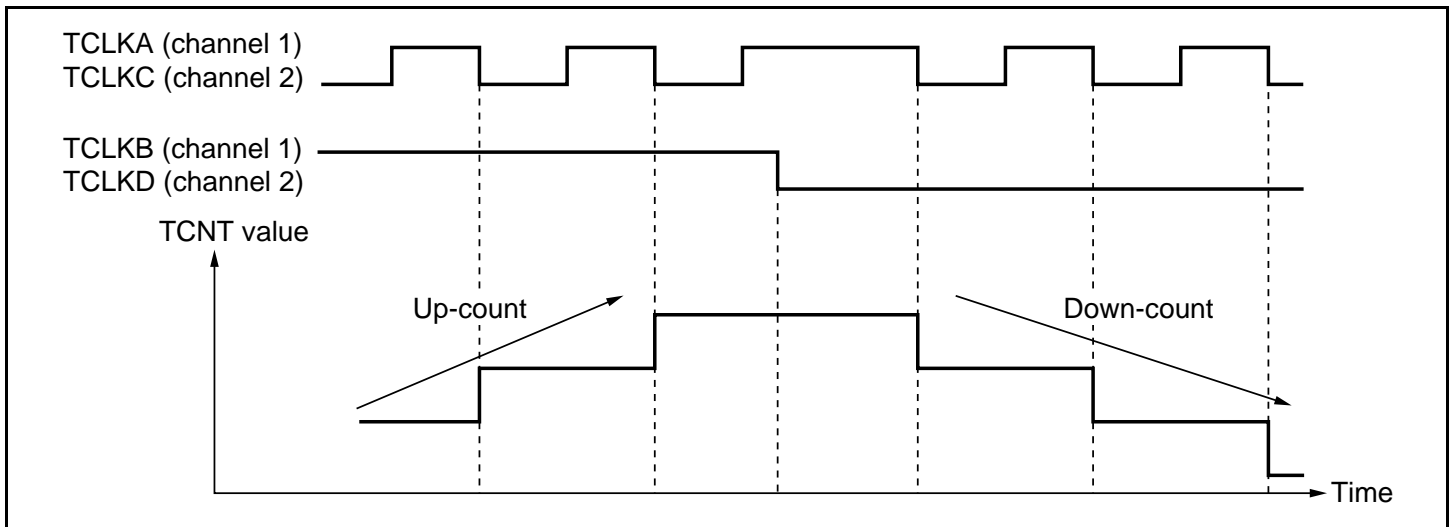 TCLKA (channel 1)
TCLKC (channel 2)
TCLKB (channel 1)
TCLKD (channel 2)
TCNT value
Up-count
Down-count
Time